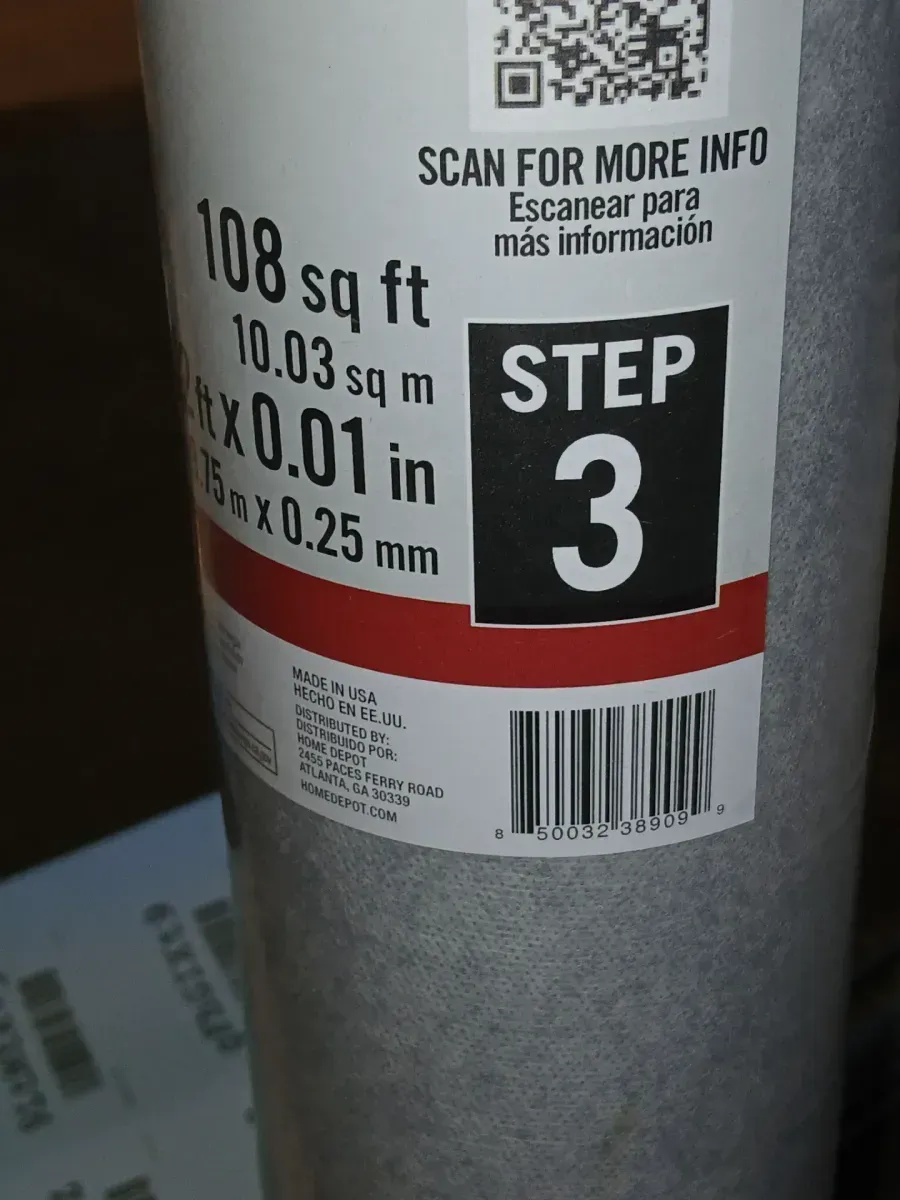 SCAN FOR MORE INFO
Escanear para
más información
108 sq ft
10.03 sq m
ft x 0.01 in
.75 m x 0.25 mm
STEP
3
MADE IN USA
HECHO EN EE.UU.
DISTRIBUTED BY:
DISTRIBUIDO POR:
HOME DEPOT
2455 PACES FERRY ROAD
ATLANTA, GA 30339
HOMEDEPOT.COM
8 50032 38909 9